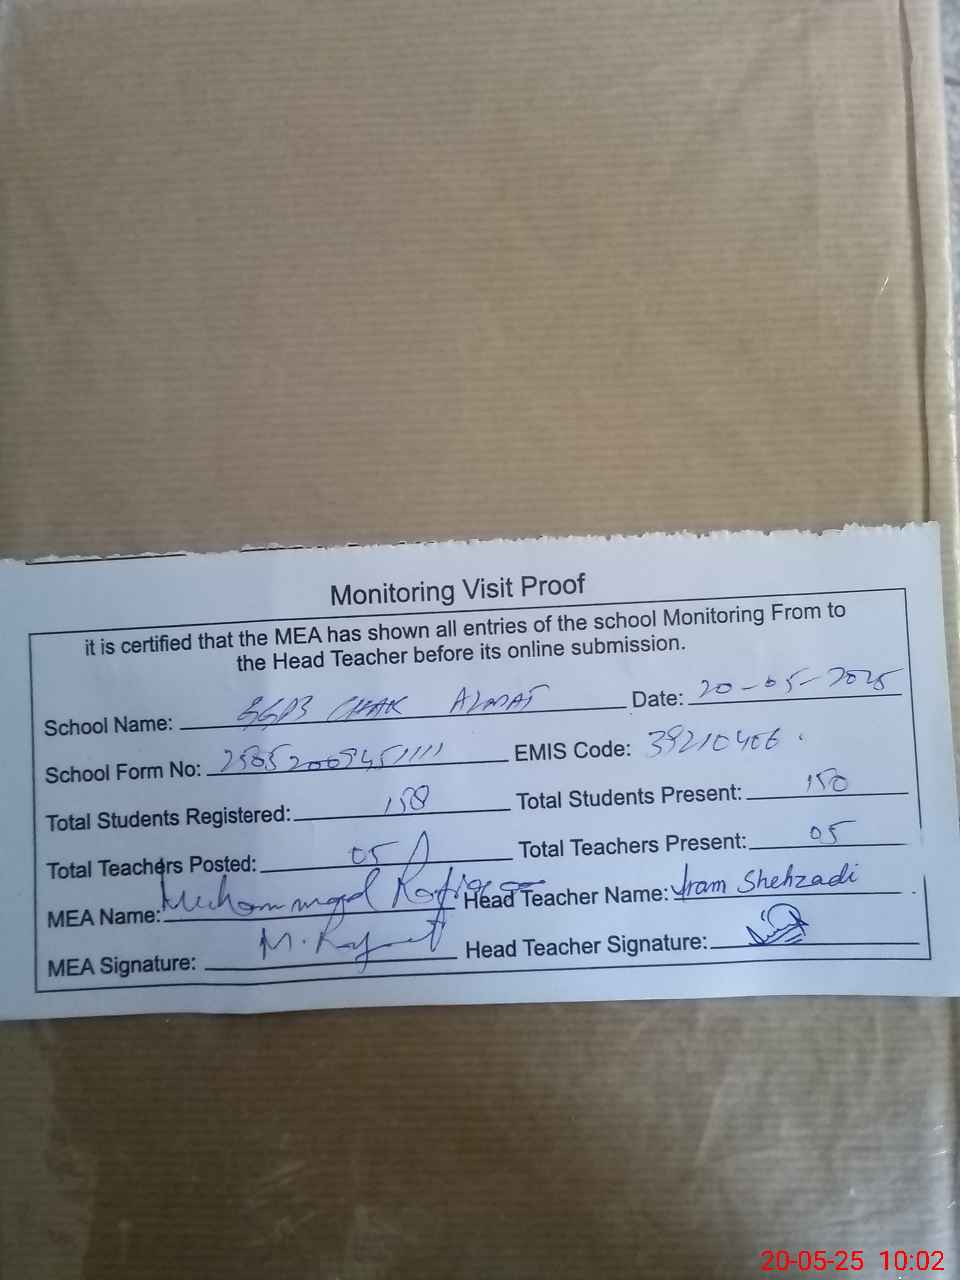 Monitoring Visit Proof
it is certified that the MEA has shown all entries of the school Monitoring From to
the Head Teacher before its online submission.
School Name: CHAK Date: 20-05-2025
School Form No: EMIS Code: 39210406
Total Students Registered: 158 Total Students Present: 150
Total Teachers Posted: 05 Total Teachers Present: 05
MEA Name: Muhammad Head Teacher Name: Iram Shehzadi
MEA Signature: M. Head Teacher Signature:
20-05-25 10:02